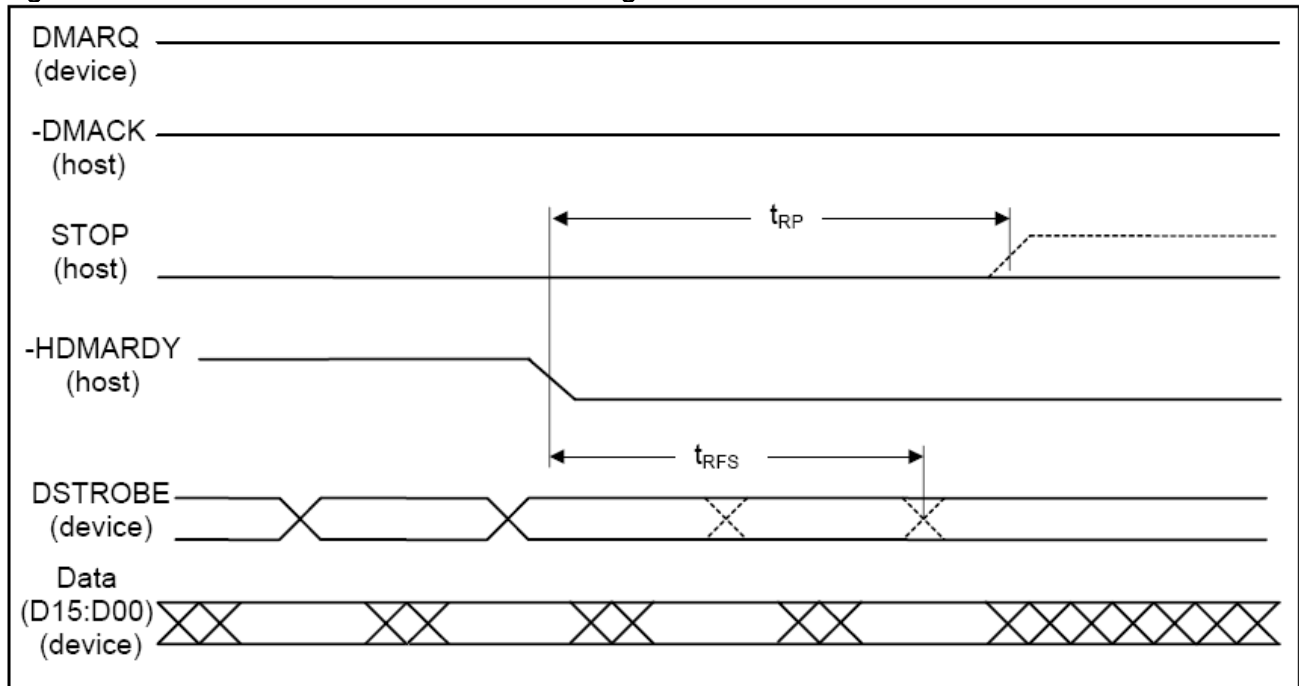 DMARQ
(device)
-DMACK
(host)
tRP
STOP
(host)
-HDMARDY
(host)
tRFS
DSTROBE
(device)
Data
(D15:D00)
(device)